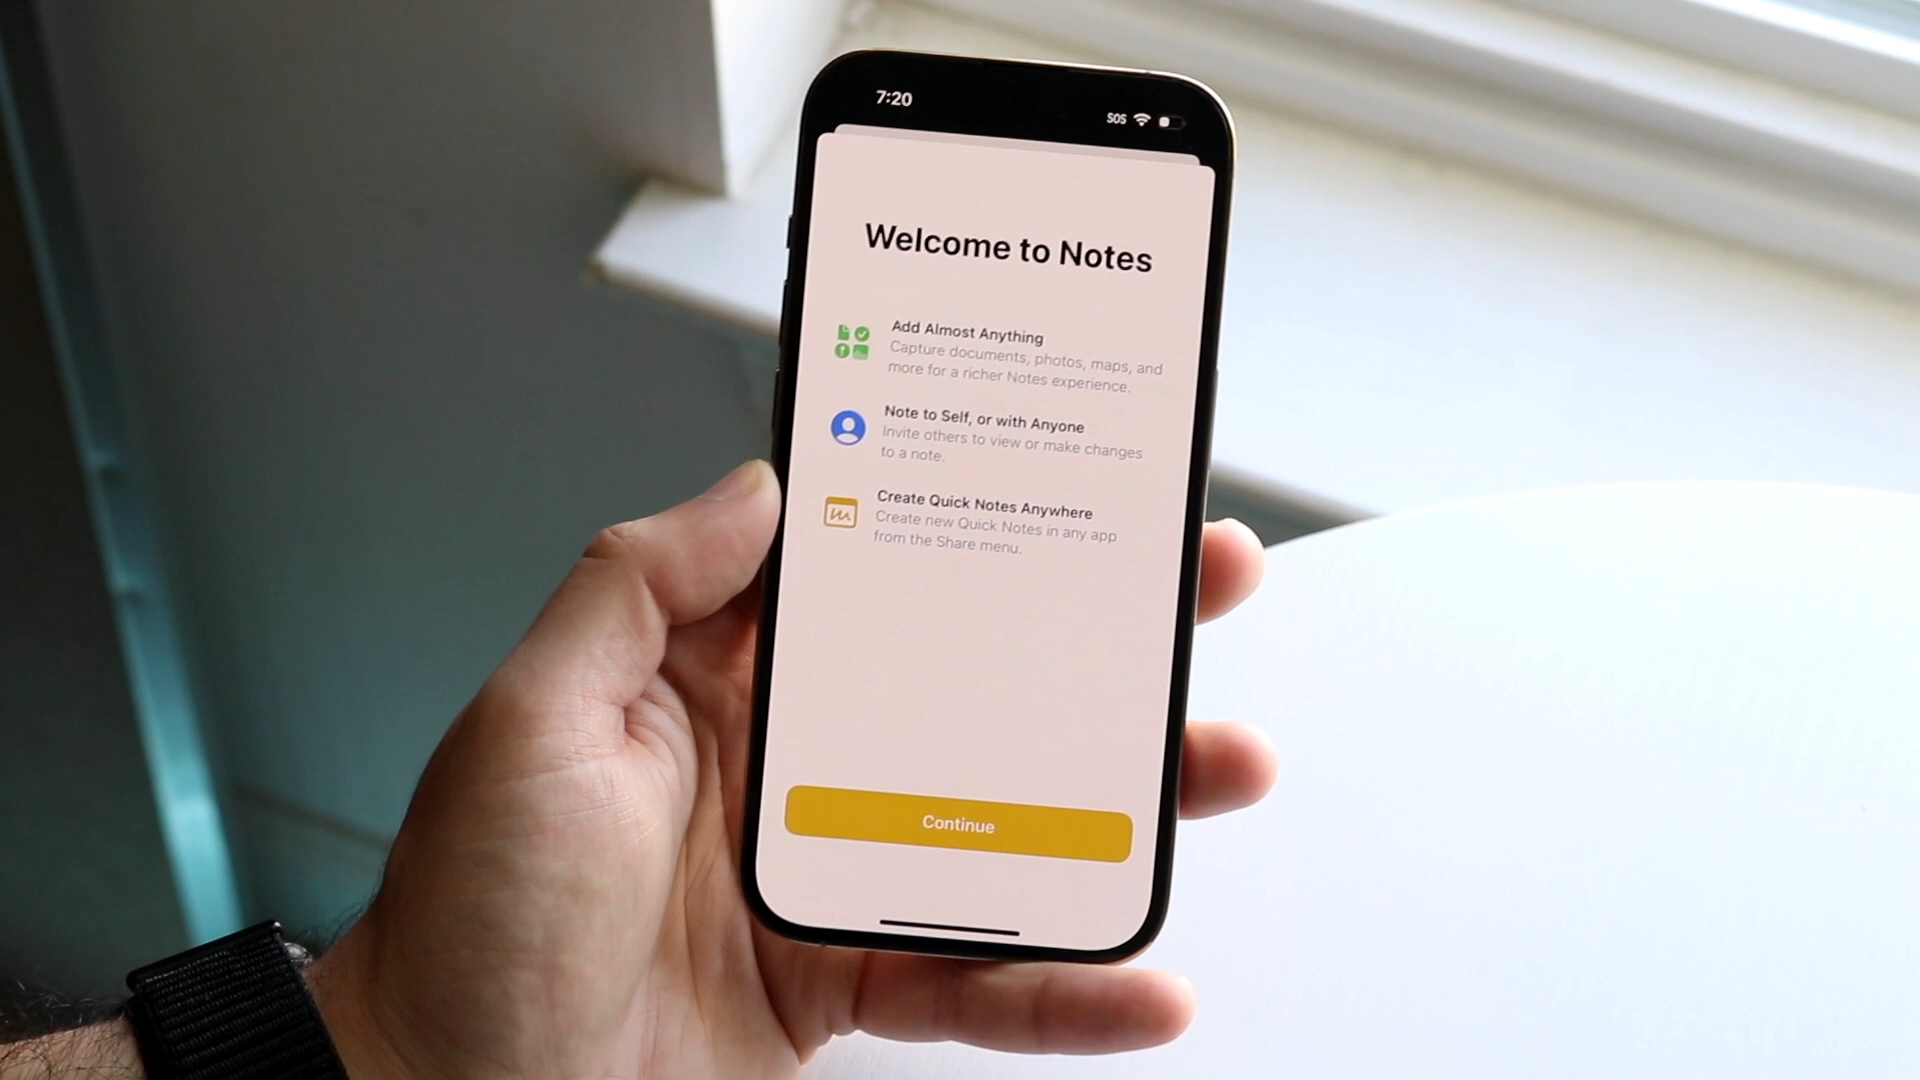 7:20
SOS
Welcome to Notes
Add Almost Anything
Capture documents, photos, maps, and
more for a richer Notes experience.
Note to Self, or with Anyone
Invite others to view or make changes
to a note.
Create Quick Notes Anywhere
Create new Quick Notes in any app
from the Share menu.
Continue